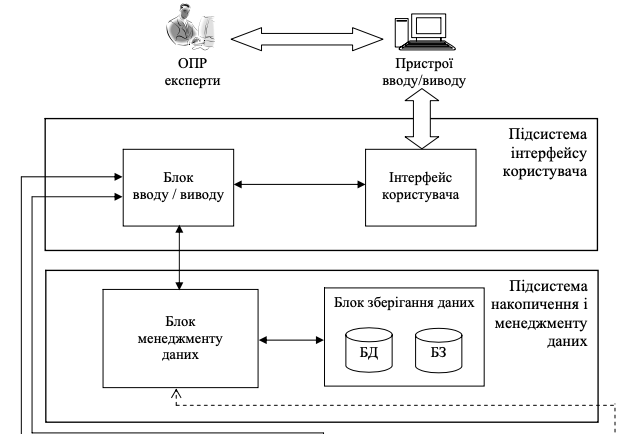 ОПР
експерти
Пристрої
вводу/виводу
Підсистема
інтерфейсу
користувача
Блок
вводу / виводу
Інтерфейс
користувача
Підсистема
накопичення і
менеджменту
даних
Блок
менеджменту
даних
Блок зберігання даних
БД
БЗ